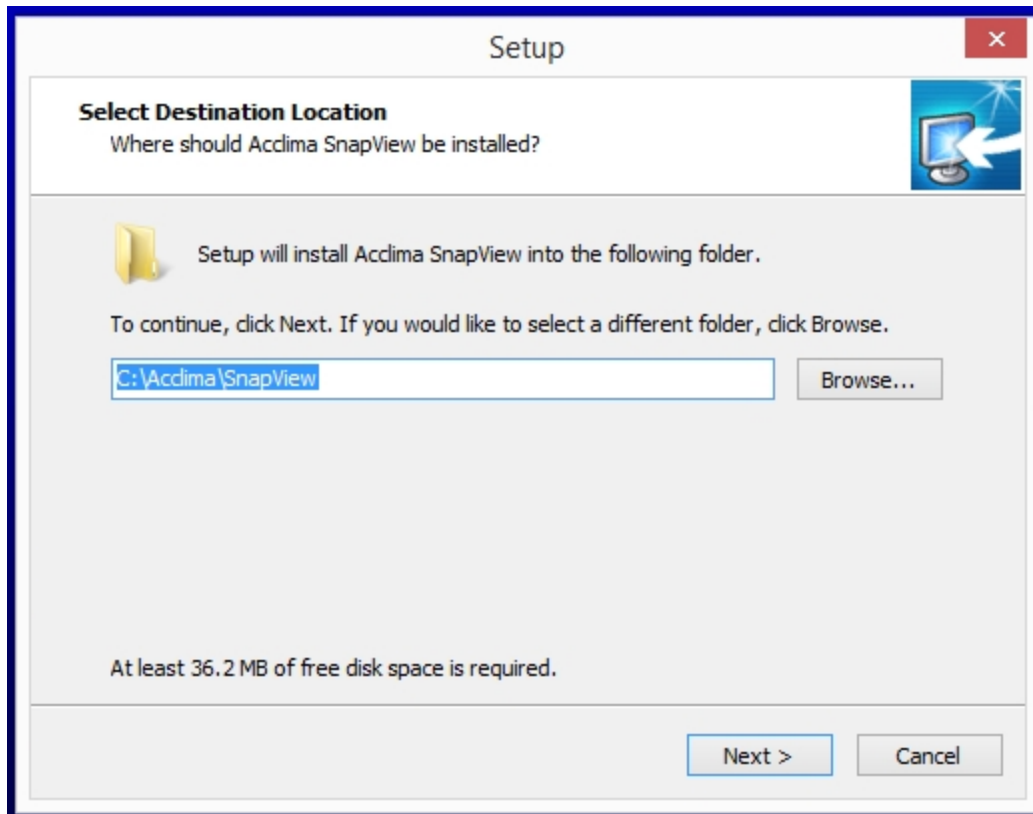 Setup
Select Destination Location
Where should Acclima SnapView be installed?
Setup will install Acclima SnapView into the following folder.
To continue, click Next. If you would like to select a different folder, click Browse.
C:\Acclima\SnapView
Browse...
At least 36.2 MB of free disk space is required.
Next >
Cancel